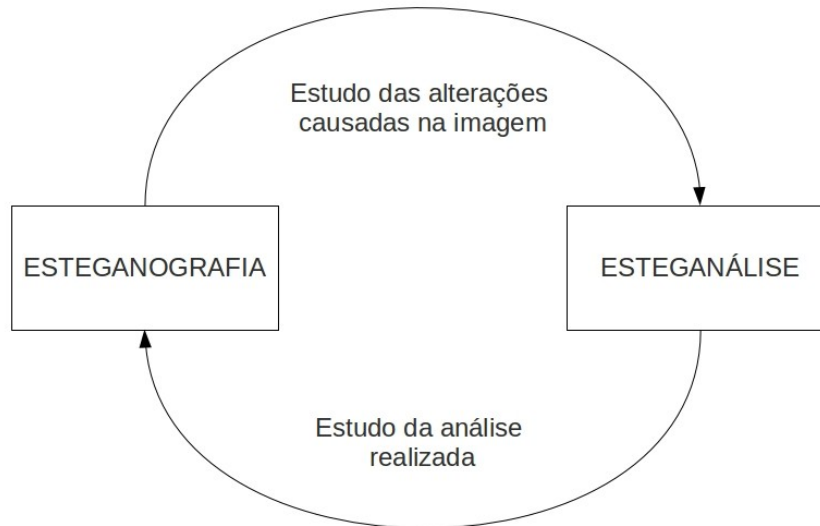 Estudo das alterações
causadas na imagem
ESTEGANOGRAFIA
ESTEGANÁLISE
Estudo da análise
realizada